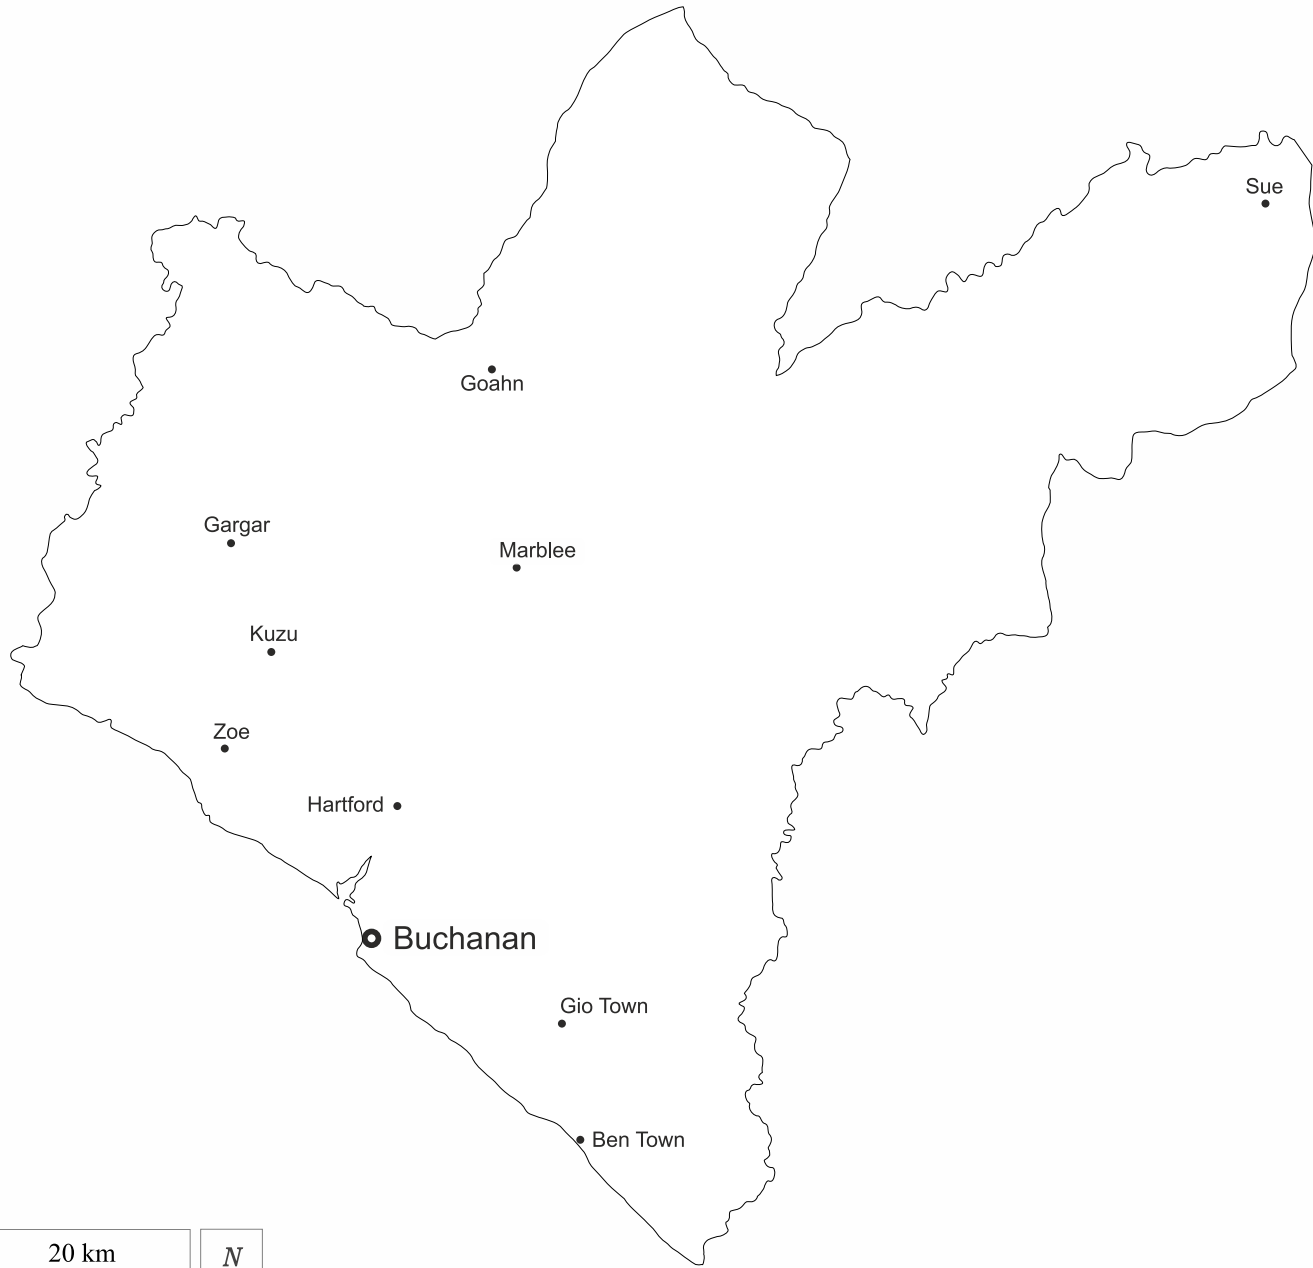 Sue
Goahn
Gargar
Marblee
Kuzu
Zoe
Hartford
Buchanan
Gio Town
Ben Town
20 km
N